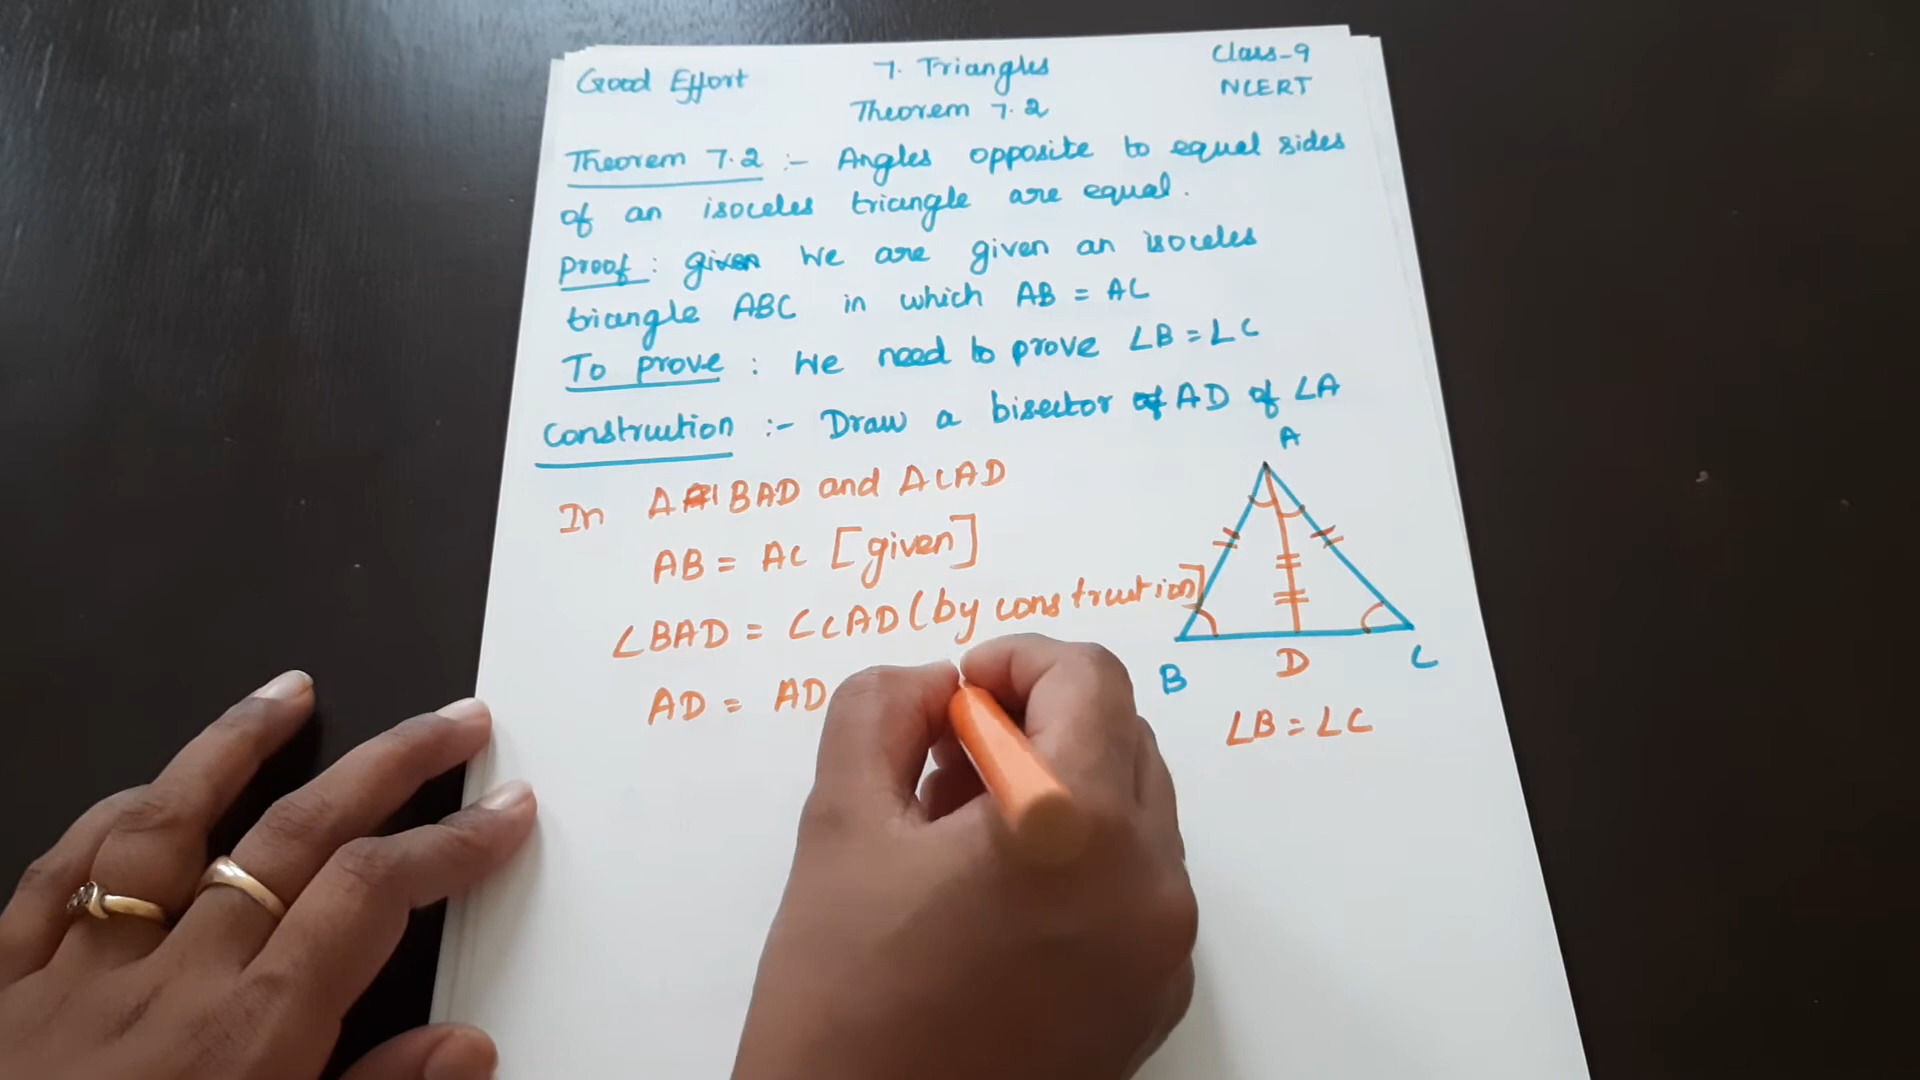 Good Effort
7. Triangles
Class-9
NCERT
Theorem 7.2
Theorem 7.2 :- Angles opposite to equal sides
of an isoceles triangle are equal.
Proof : given We are given an isoceles
triangle ABC in which AB = AC
To prove : We need to prove ∠B = ∠C
Construction :- Draw a bisector of AD of ∠A
In Δ BAD and ΔCAD
AB = AC [given]
∠BAD = ∠CAD (by construction]
AD = AD
A
B
D
C
∠B = ∠C